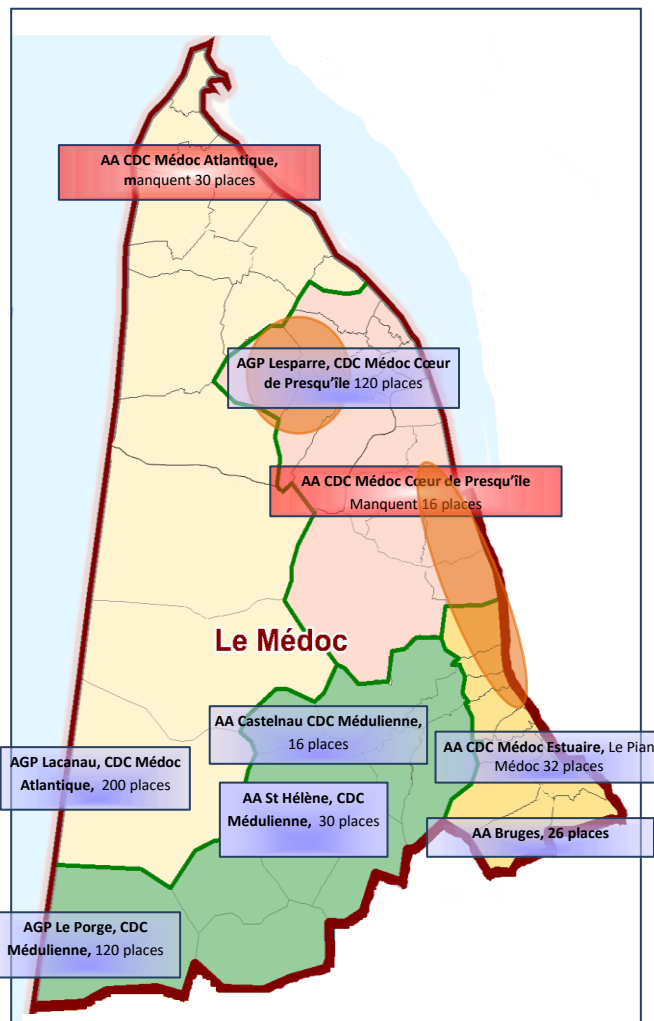 AA CDC Médoc Atlantique,
manquent 30 places
AGP Lesparre, CDC Médoc Cœur
de Presqu'île 120 places
AA CDC Médoc Cœur de Presqu'île
Manquent 16 places
Le Médoc
AA Castelnau CDC Médulienne,
16 places
AGP Lacanau, CDC Médoc
Atlantique, 200 places
AA CDC Médoc Estuaire, Le Pian
Médoc 32 places
AA St Hélène, CDC
Médulienne, 30 places
AA Bruges, 26 places
AGP Le Porge, CDC
Médulienne, 120 places